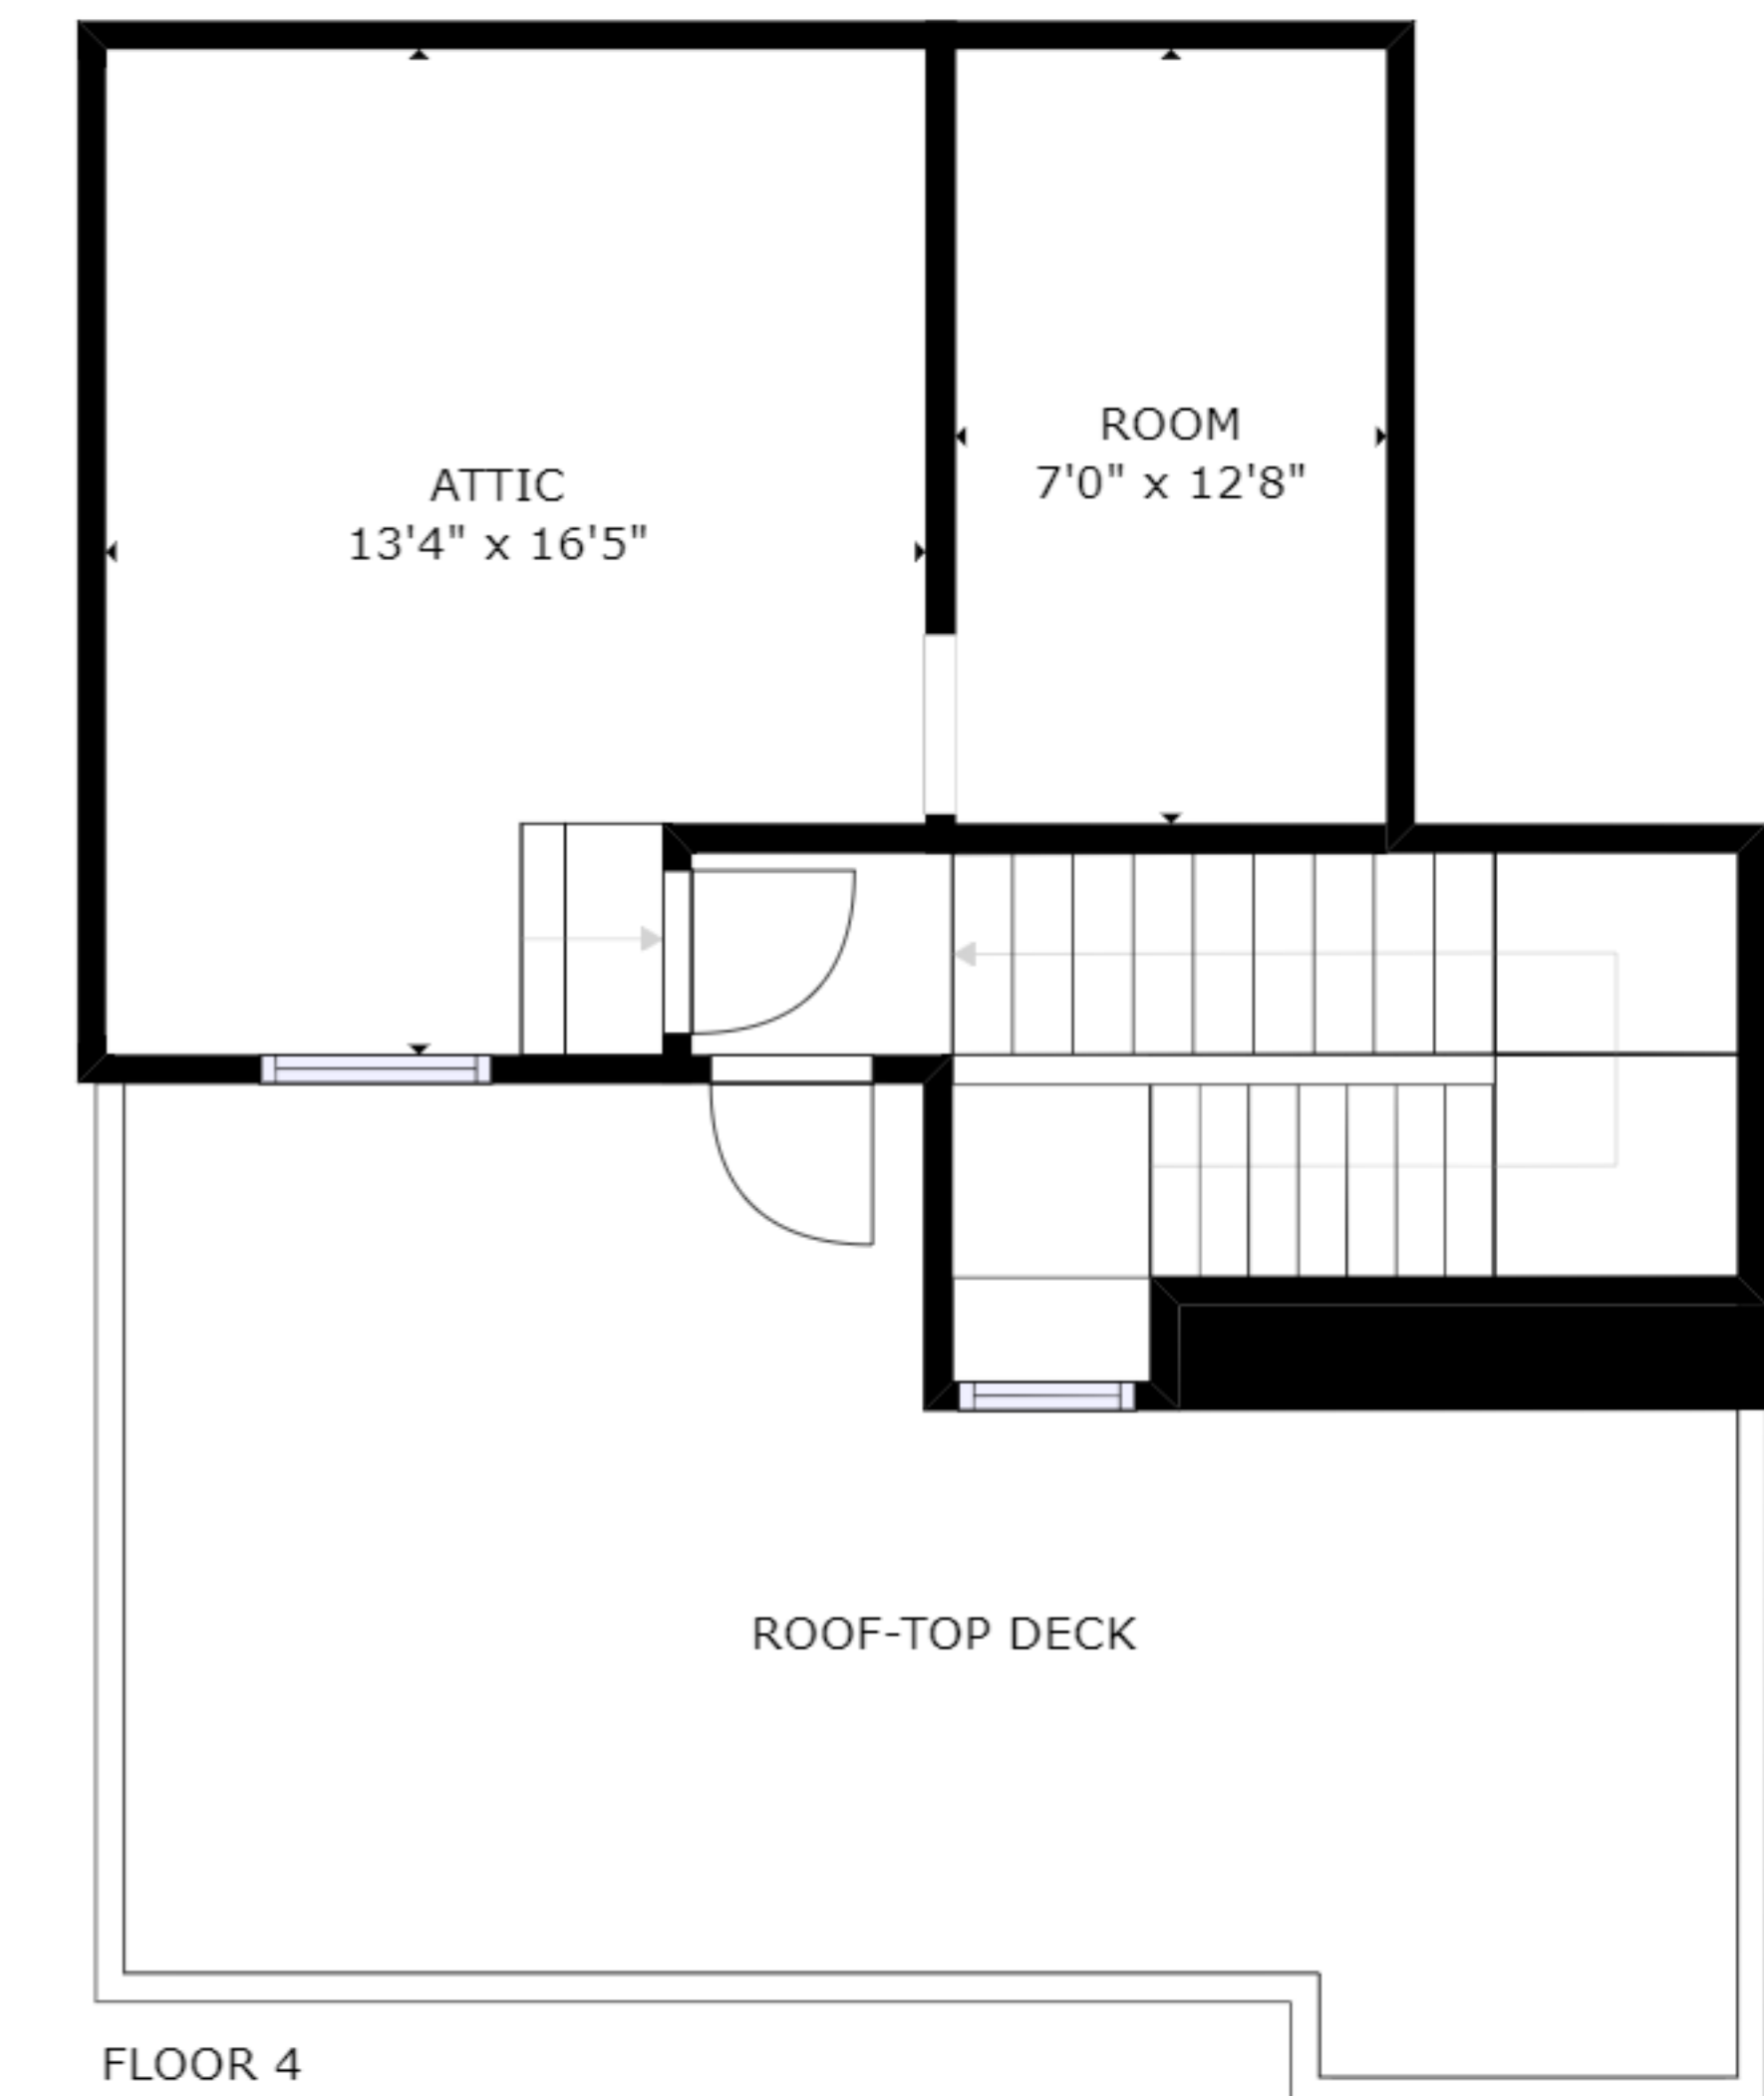 ROOM
7'0" x 12'8"
ATTIC
13'4" x 16'5"
ROOF-TOP DECK
FLOOR 4